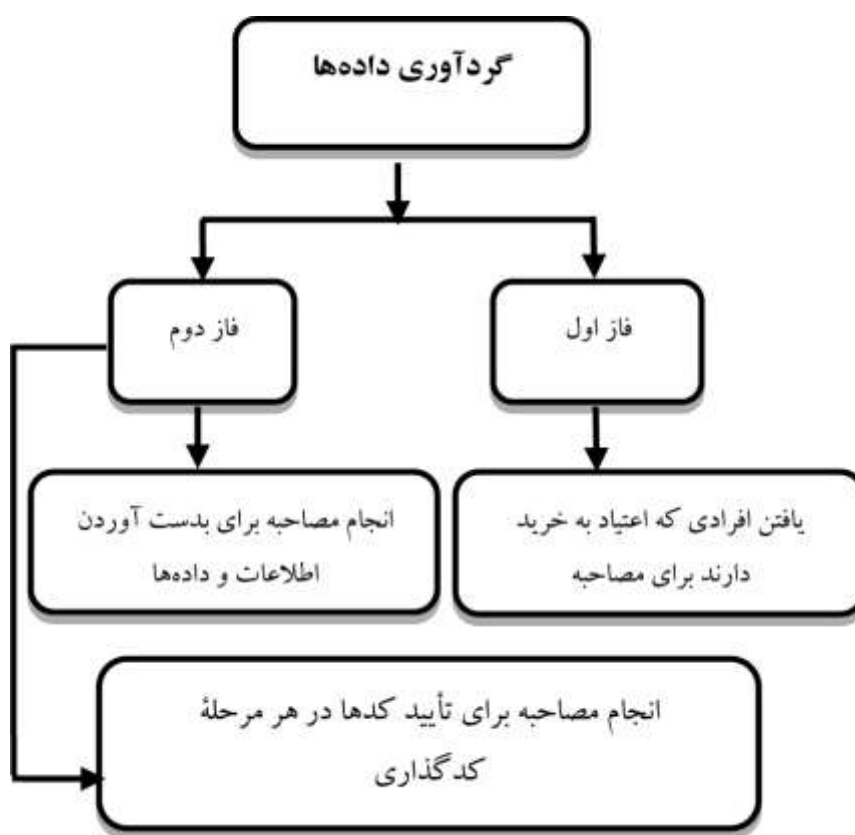 گردآوری داده‌ها
فاز اول
فاز دوم
یافتن افرادی که اعتیاد به خرید
دارند برای مصاحبه
انجام مصاحبه برای بدست آوردن
اطلاعات و داده‌ها
انجام مصاحبه برای تأیید کدها در هر مرحلهٔ
کدگذاری